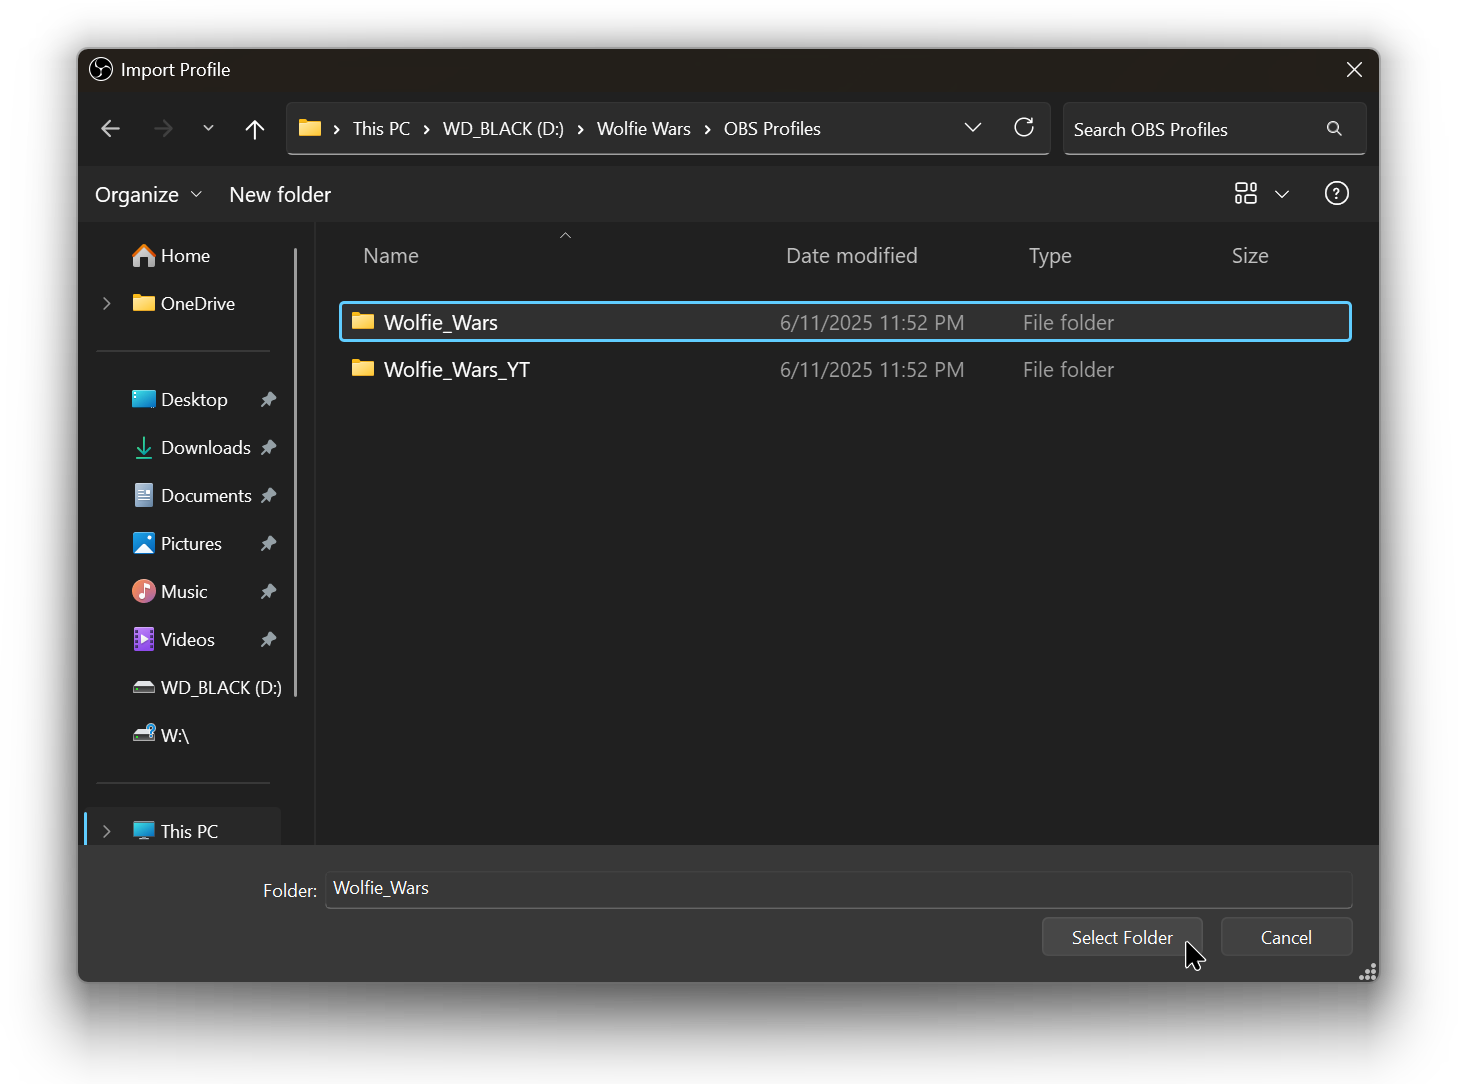 Import Profile
This PC > WD_BLACK (D:) > Wolfie Wars > OBS Profiles
Search OBS Profiles
Organize
New folder
Name
Date modified
Type
Size
Home
OneDrive
Desktop
Downloads
Documents
Pictures
Music
Videos
WD_BLACK (D:)
W:\
This PC
Wolfie_Wars 6/11/2025 11:52 PM File folder
Wolfie_Wars_YT 6/11/2025 11:52 PM File folder
Folder: Wolfie_Wars
Select Folder
Cancel